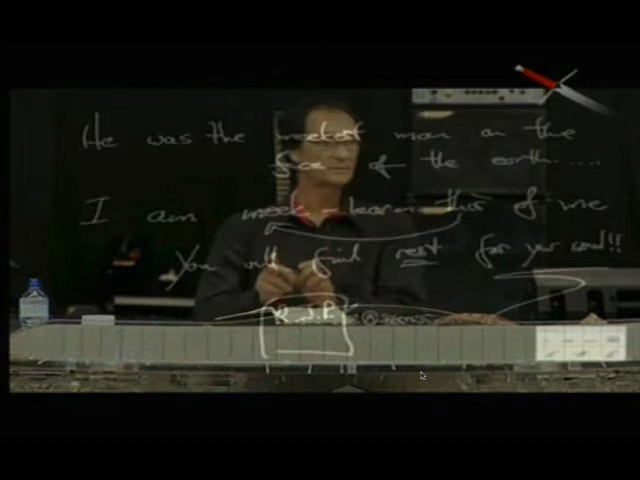 He was the meekest man on the
face of the earth.....
I am meek - learn this of me
You will find rest for your soul!!
K.J.P.